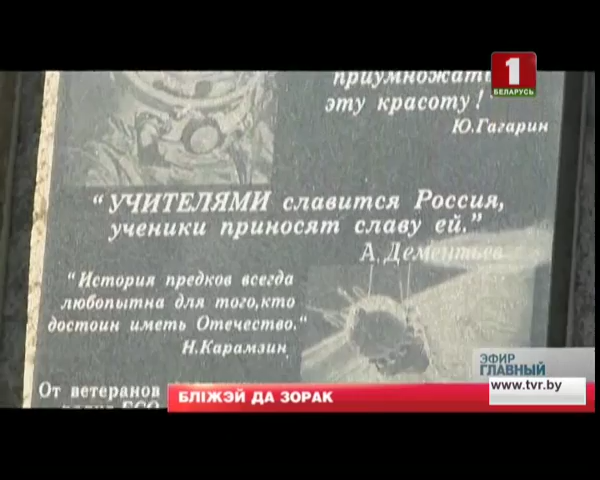 1
БЕЛАРУСЬ
приумножать
эту красоту!
Ю.Гагарин
"УЧИТЕЛЯМИ славится Россия,
ученики приносят славу ей."
А.Дементьев
"История предков всегда
любопытна для того,кто
достоин иметь Отечество."
Н.Карамзин
От ветеранов
ЭФИР
ГЛАВНЫЙ
www.tvr.by
БЛІЖЭЙ ДА ЗОРАК